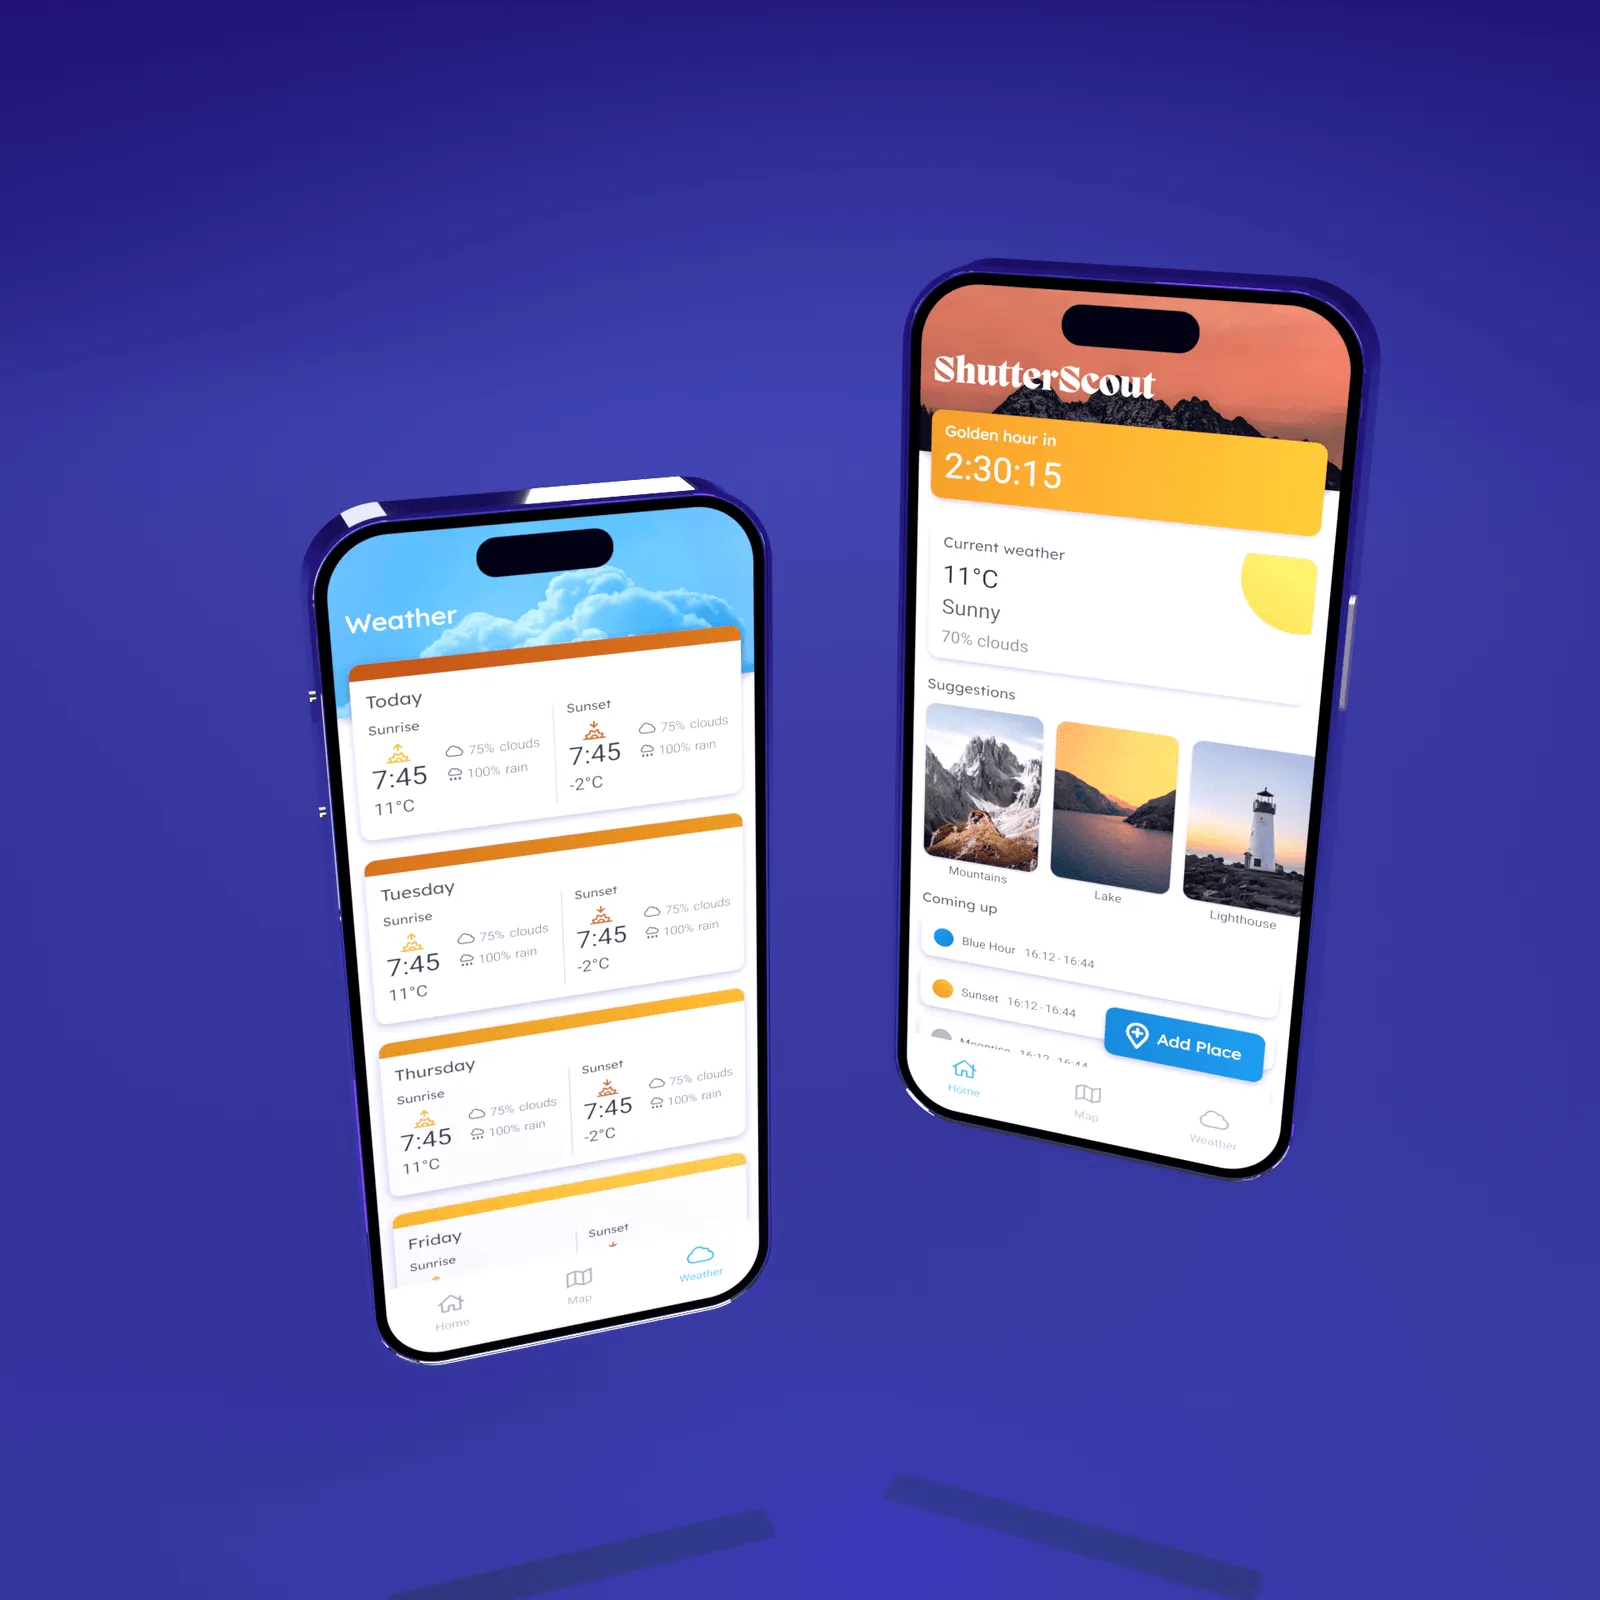 Weather
Today
Sunrise
7:45
11°C
75% clouds
100% rain
Sunset
7:45
-2°C
75% clouds
100% rain
Tuesday
Sunrise
7:45
11°C
75% clouds
100% rain
Sunset
7:45
-2°C
75% clouds
100% rain
Thursday
Sunrise
7:45
11°C
75% clouds
100% rain
Sunset
7:45
-2°C
75% clouds
100% rain
Friday
Sunrise
Sunset
Home
Map
Weather
ShutterScout
Golden hour in
2:30:15
Current weather
11°C
Sunny
70% clouds
Suggestions
Mountains
Lake
Lighthouse
Coming up
Blue Hour 16:12 - 16:44
Sunset 16:12 - 16:44
Moonrise 16:12 - 16:44
Add Place
Home
Map
Weather